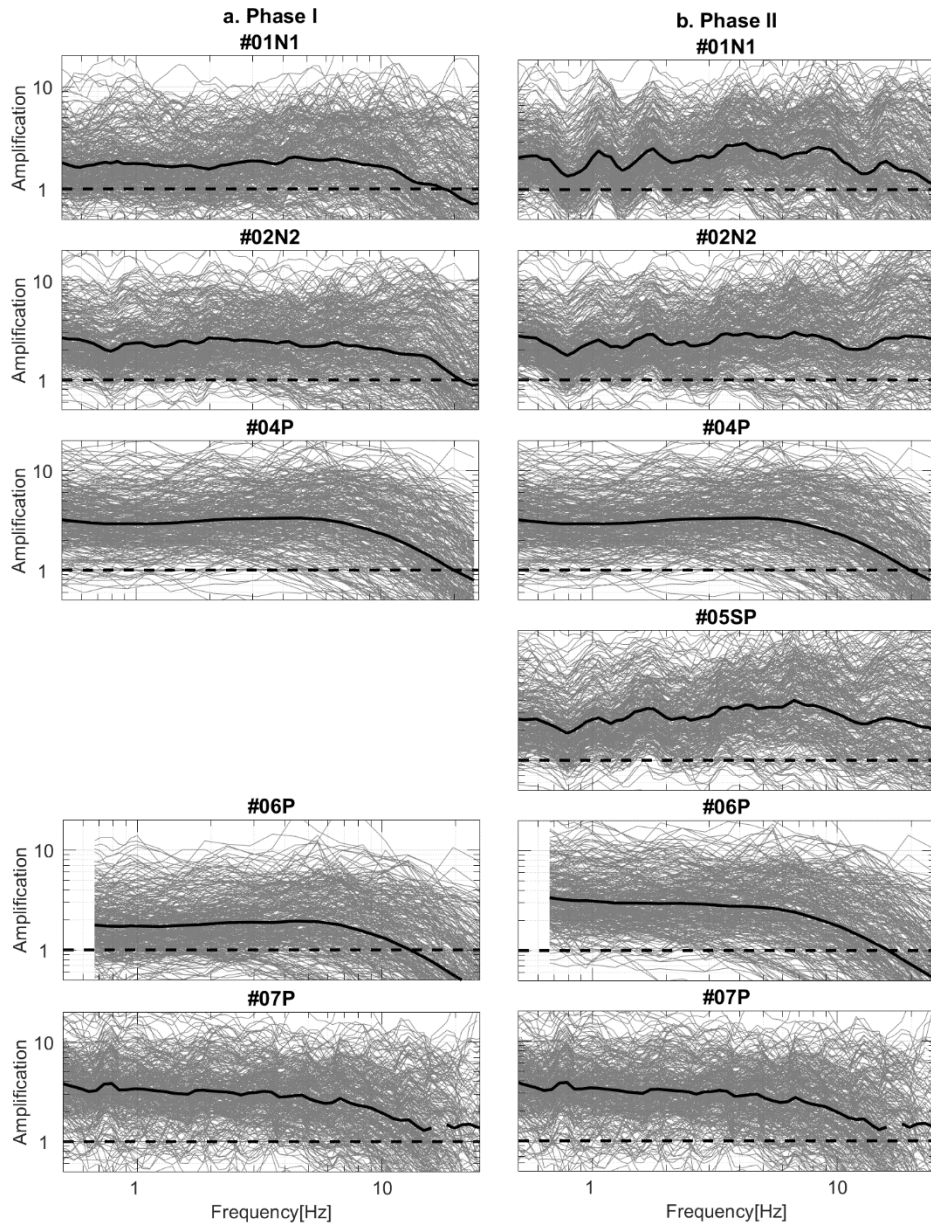 a. Phase I
b. Phase II
#01N1
#01N1
10
1
Amplification
#02N2
#02N2
10
1
Amplification
#04P
#04P
10
1
Amplification
#05SP
#06P
#06P
10
1
Amplification
#07P
#07P
10
1
Amplification
1
10
1
10
Frequency[Hz]
Frequency[Hz]